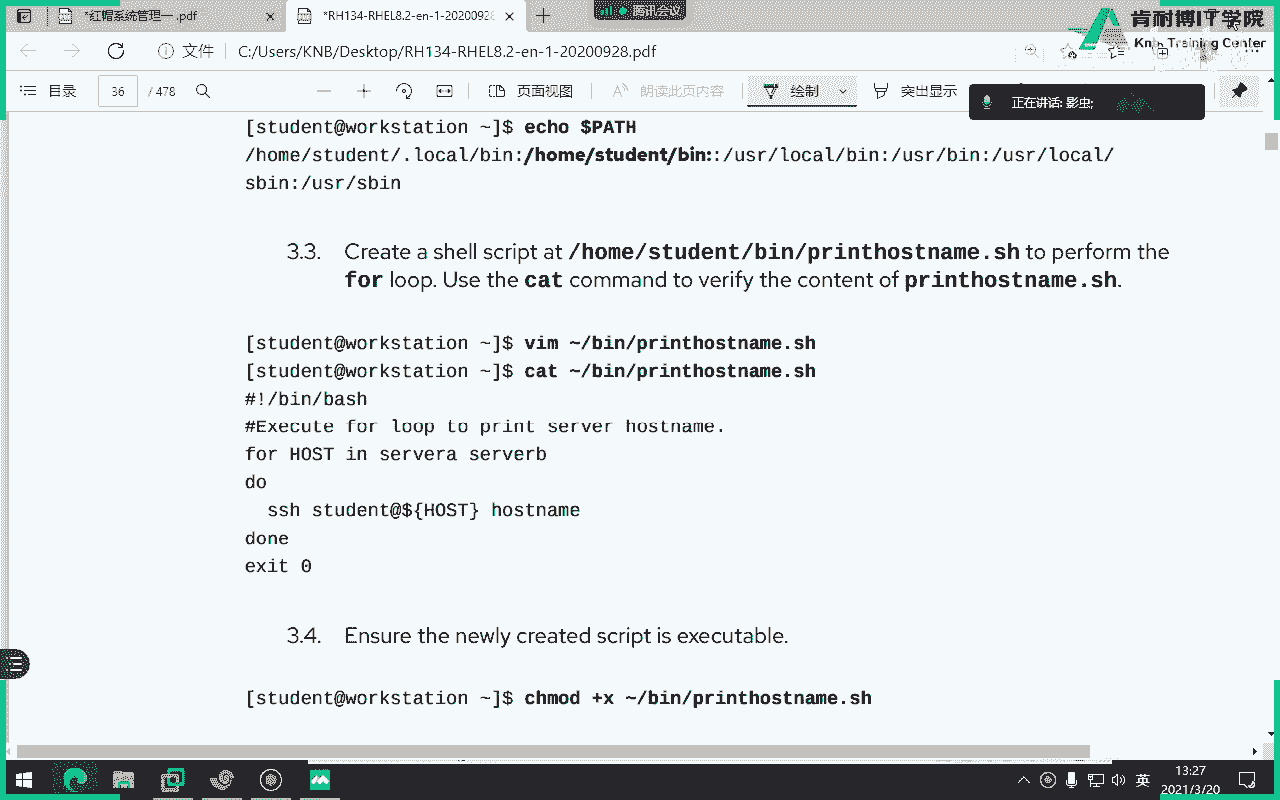 *红帽系统管理一 .pdf
*RH134-RHEL8.2-en-1-20200928
腾讯会议
肯耐博IT学院
Knb Training Center
文件
C:/Users/KNB/Desktop/RH134-RHEL8.2-en-1-20200928.pdf
目录
36
/ 478
页面视图
朗读此页内容
绘制
突出显示
正在讲话: 影虫;
[student@workstation ~]$ echo $PATH
/home/student/.local/bin:/home/student/bin::/usr/local/bin:/usr/bin:/usr/local/
sbin:/usr/sbin
3.3. Create a shell script at /home/student/bin/printhostname.sh to perform the
for loop. Use the cat command to verify the content of printhostname.sh.
[student@workstation ~]$ vim ~/bin/printhostname.sh
[student@workstation ~]$ cat ~/bin/printhostname.sh
#!/bin/bash
#Execute for loop to print server hostname.
for HOST in servera serverb
do
ssh student@${HOST} hostname
done
exit 0
3.4. Ensure the newly created script is executable.
[student@workstation ~]$ chmod +x ~/bin/printhostname.sh
英
13:27
2021/3/20